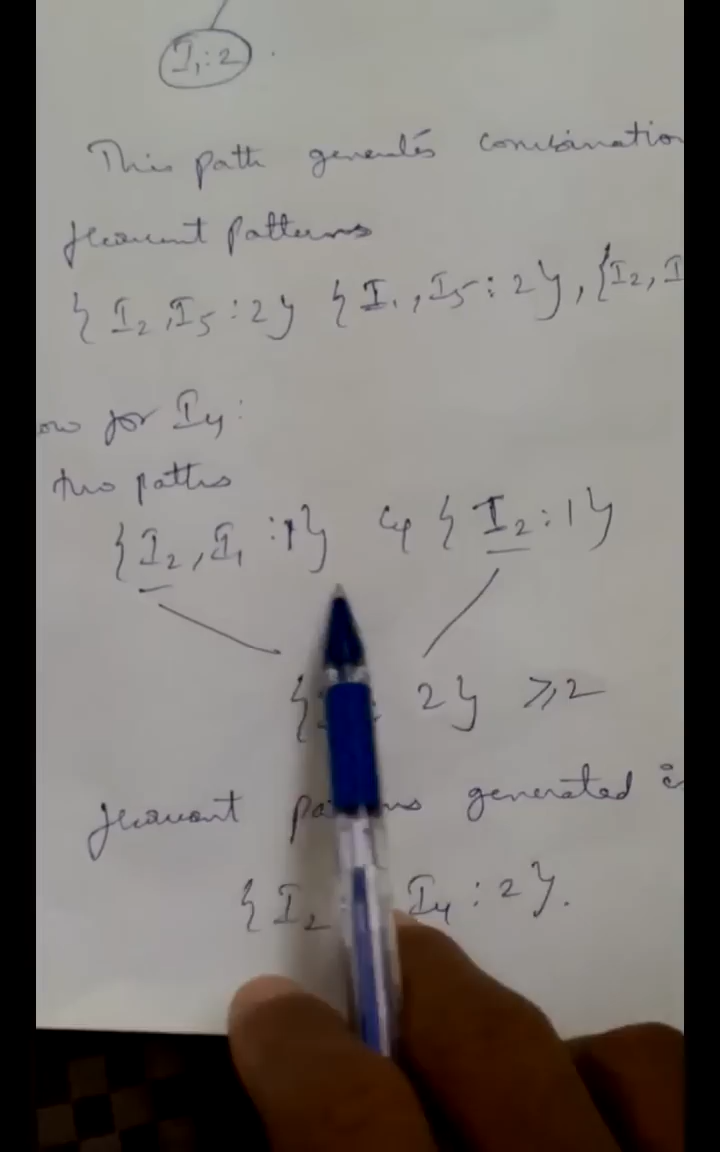 I₁:2
This path generates combination
frequent patterns
{I₂,I₅:2} {I₁,I₅:2}, {I₂,I
ow for I₄:
two paths
{I₂,I₁:1} & {I₂:1}
2} ≥2
frequent generated
{I₂ I₄:2}.